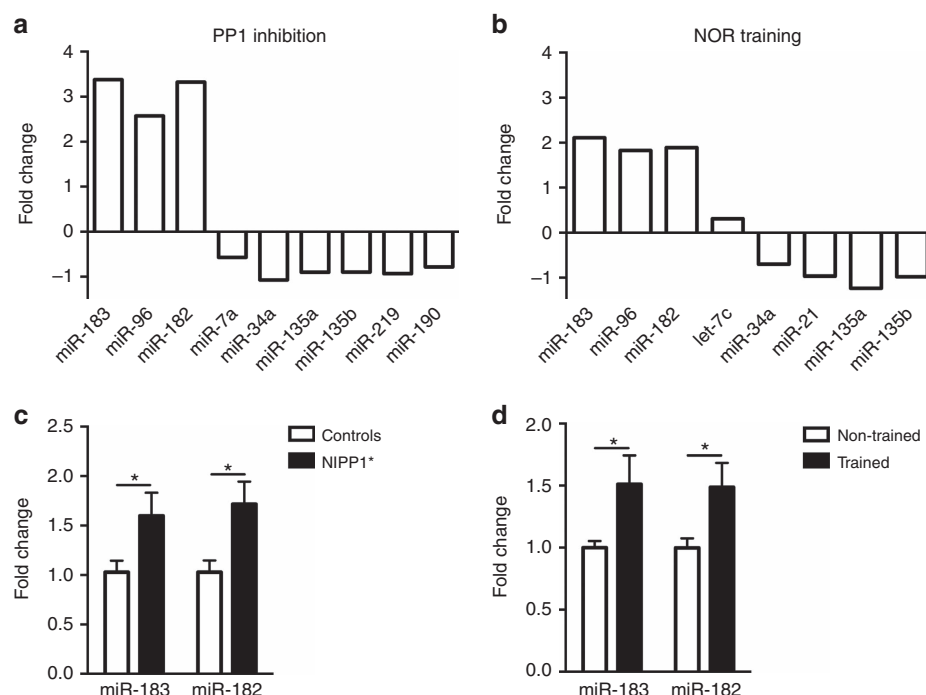 a
PP1 inhibition
4
3
2
1
0
−1
Fold change
miR-183
miR-96
miR-182
miR-7a
miR-34a
miR-135a
miR-135b
miR-219
miR-190
b
NOR training
4
3
2
1
0
−1
Fold change
miR-183
miR-96
miR-182
let-7c
miR-34a
miR-21
miR-135a
miR-135b
c
2.5
2.0
1.5
1.0
0.5
0.0
Fold change
*
*
Controls
NIPP1*
miR-183
miR-182
d
2.0
1.5
1.0
0.5
0.0
Fold change
*
*
Non-trained
Trained
miR-183
miR-182